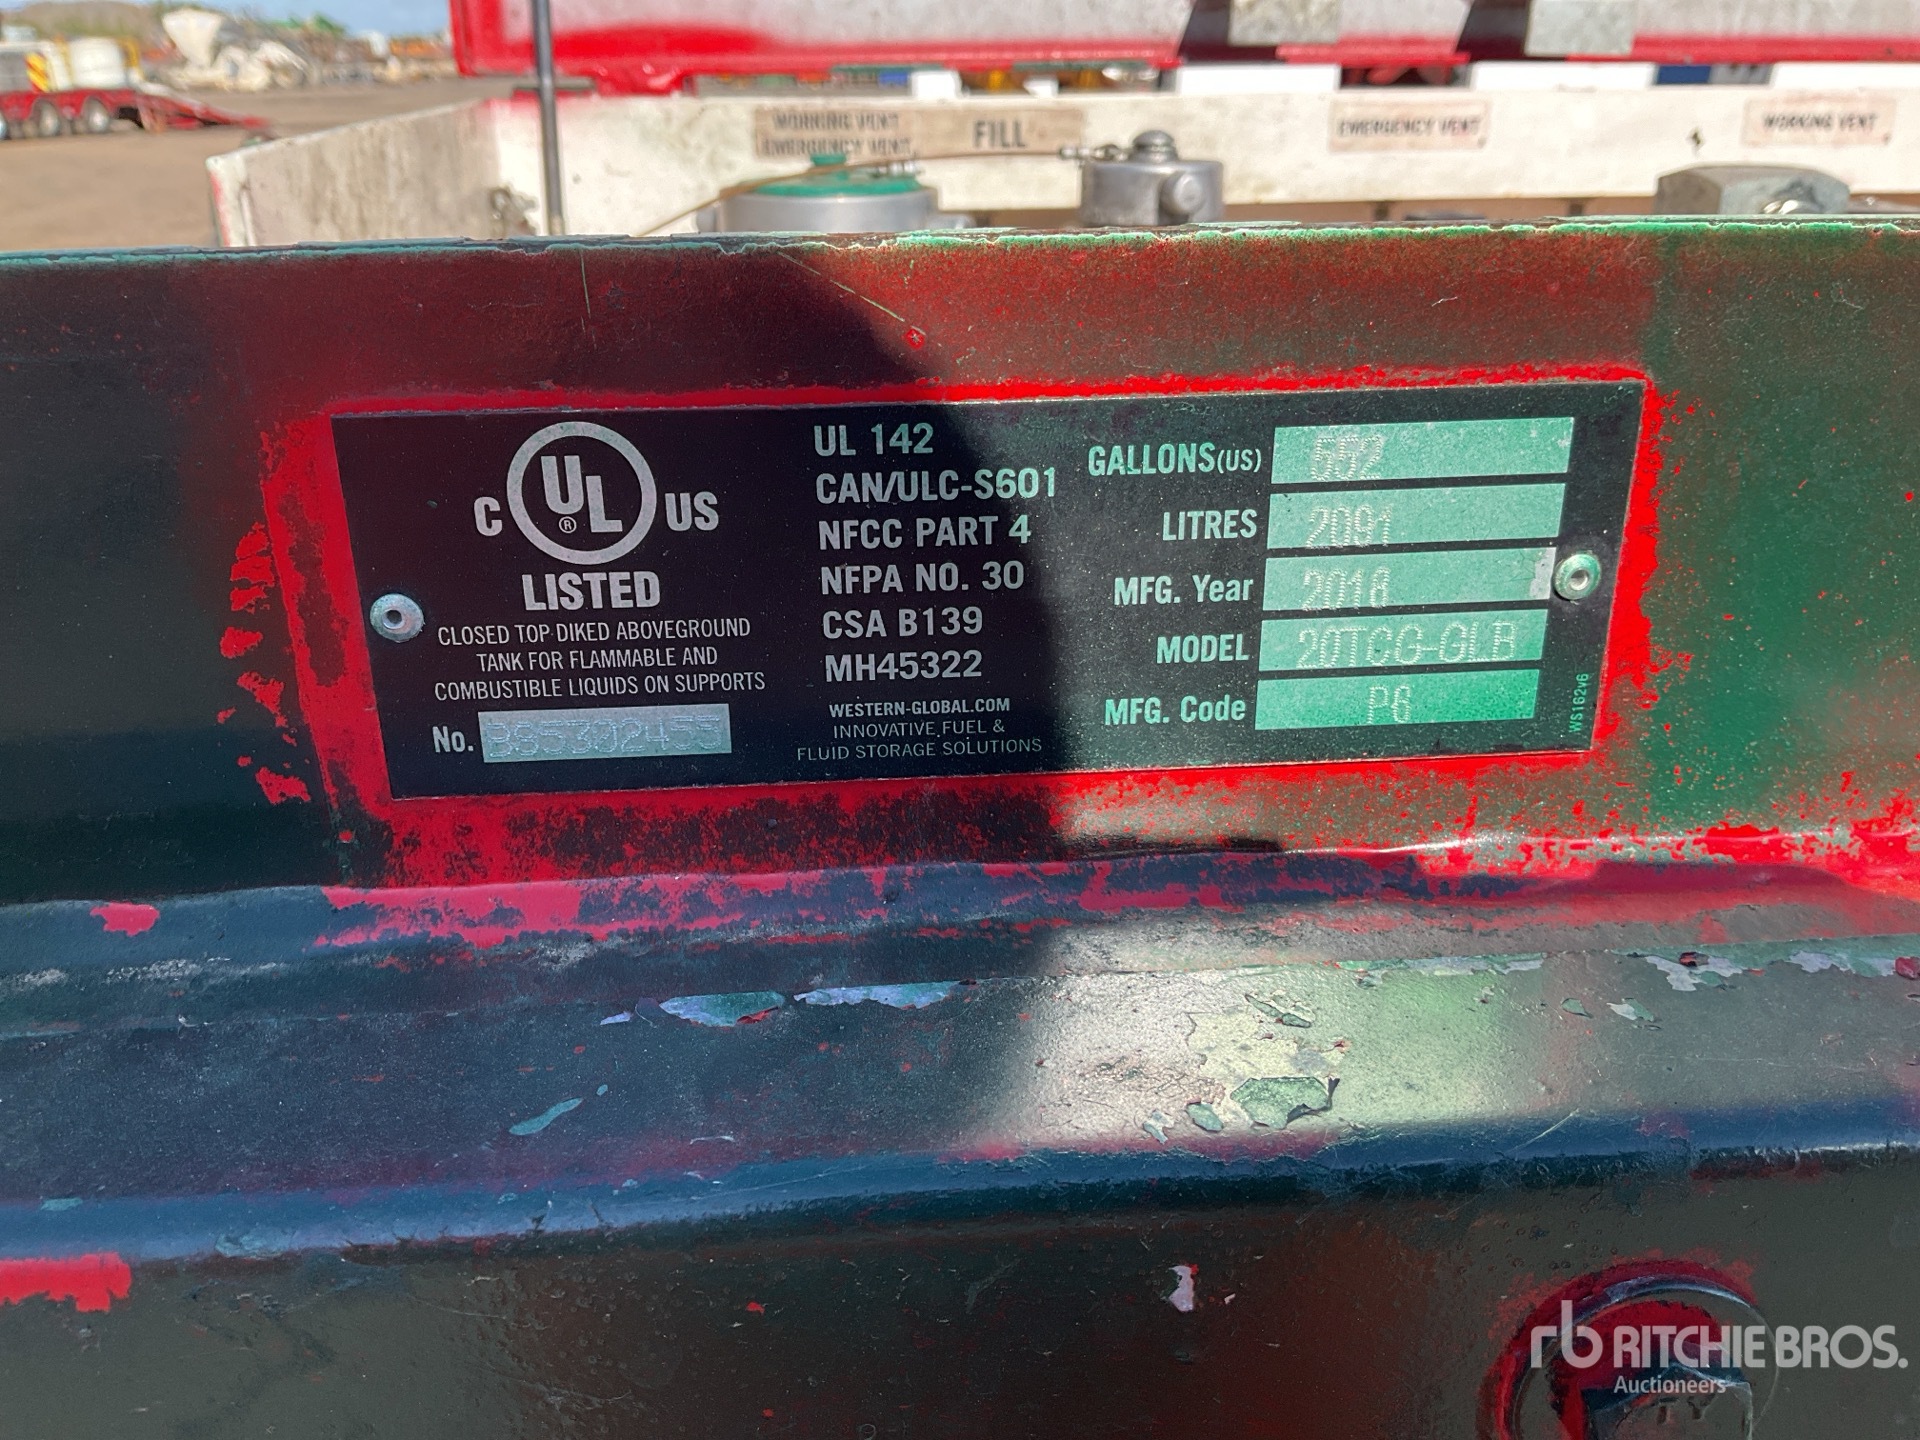 WORKING VENT
EMERGENCY VENT
FILL
EMERGENCY VENT
WORKING VENT
C UL ® US
LISTED
CLOSED TOP DIKED ABOVEGROUND
TANK FOR FLAMMABLE AND
COMBUSTIBLE LIQUIDS ON SUPPORTS
No. B85302455
UL 142
CAN/ULC-S601
NFCC PART 4
NFPA NO. 30
CSA B139
MH45322
WESTERN-GLOBAL.COM
INNOVATIVE FUEL &
FLUID STORAGE SOLUTIONS
GALLONS(US) 552
LITRES 2091
MFG. Year 2018
MODEL 20TCG-GLB
MFG. Code P6
WWS162v6
rb RITCHIE BROS.
Auctioneers